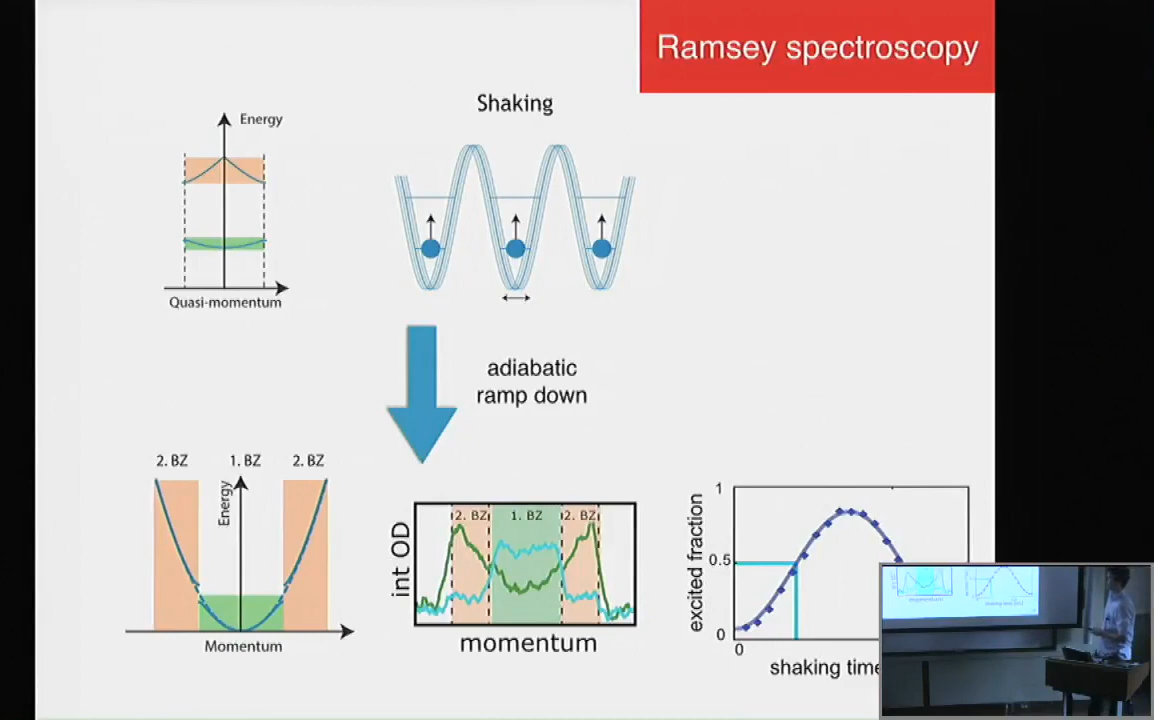 Ramsey spectroscopy
Shaking
Energy
Quasi-momentum
adiabatic
ramp down
2. BZ 1. BZ 2. BZ
Energy
Momentum
2. BZ 1. BZ 2. BZ
int OD
momentum
1
0.5
0
0
excited fraction
shaking time